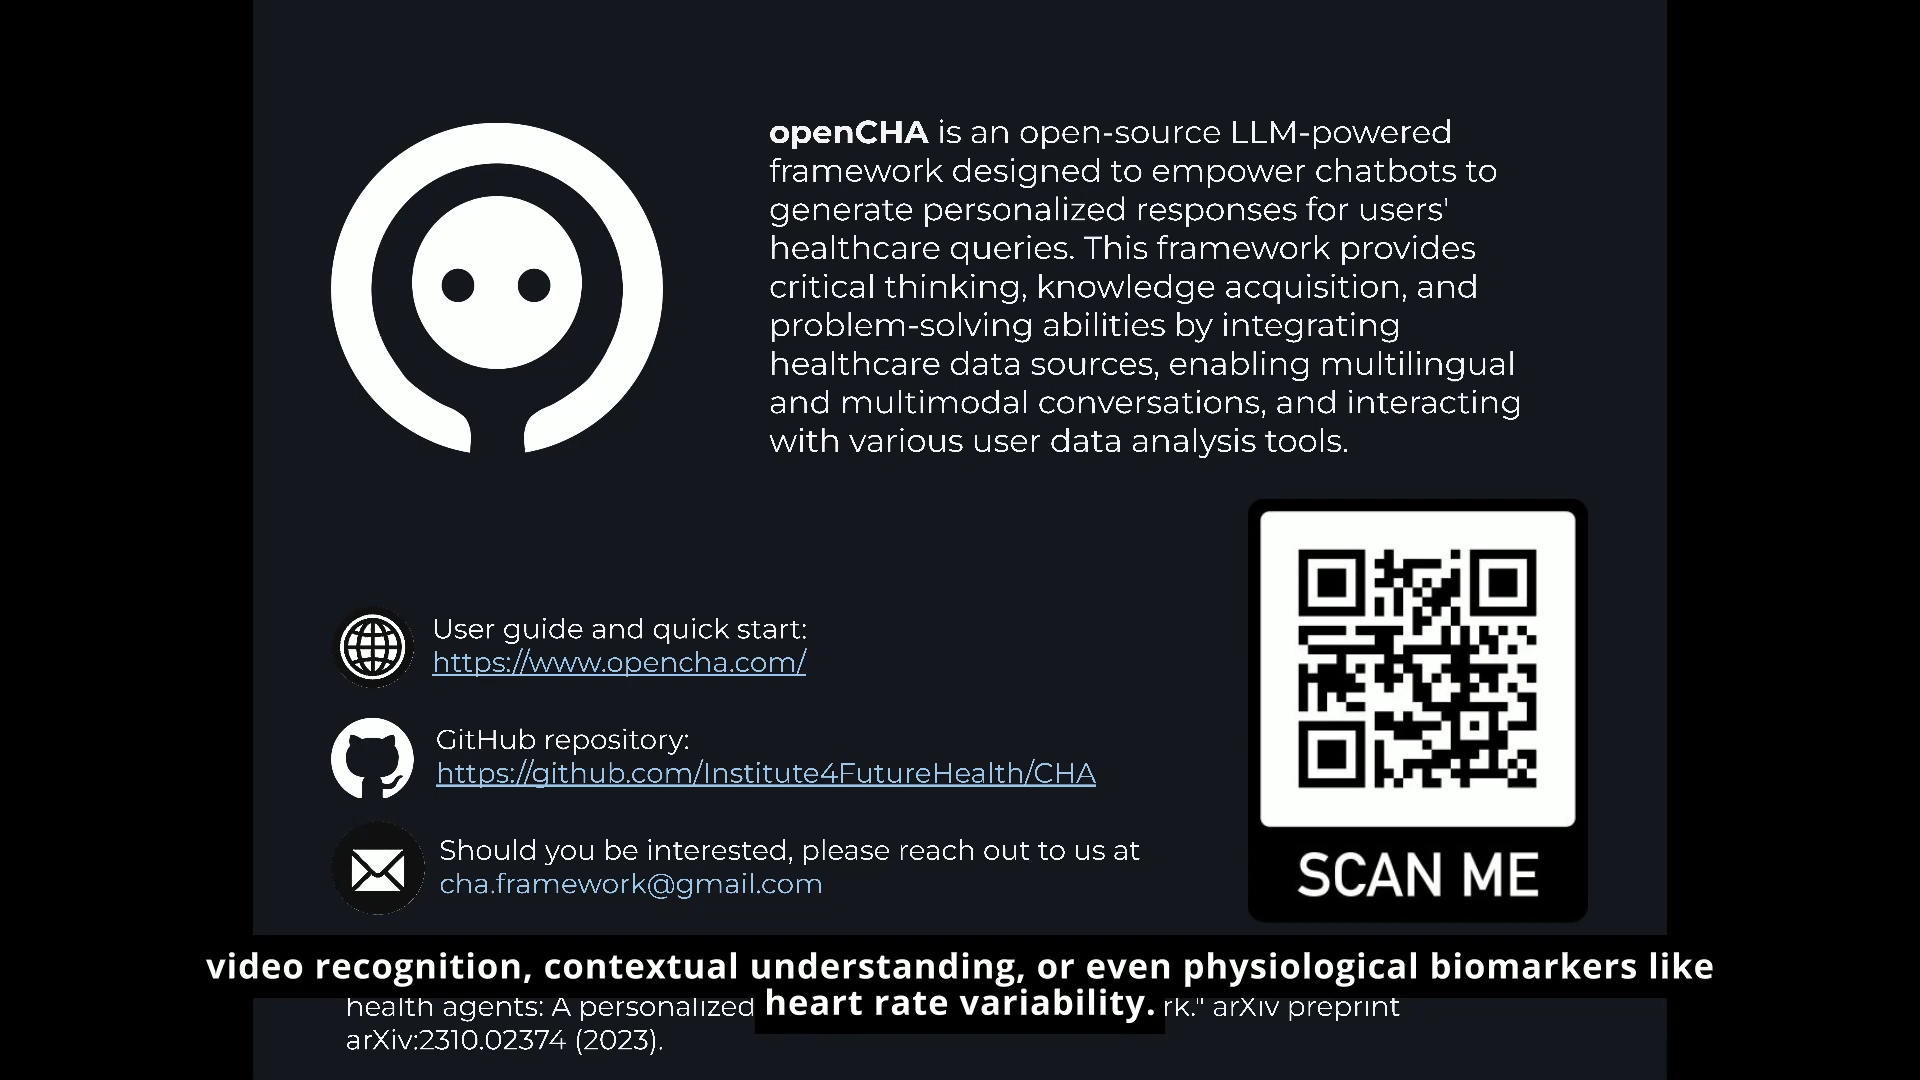 openCHA is an open-source LLM-powered
framework designed to empower chatbots to
generate personalized responses for users'
healthcare queries. This framework provides
critical thinking, knowledge acquisition, and
problem-solving abilities by integrating
healthcare data sources, enabling multilingual
and multimodal conversations, and interacting
with various user data analysis tools.
User guide and quick start:
https://www.opencha.com/
GitHub repository:
https://github.com/Institute4FutureHealth/CHA
Should you be interested, please reach out to us at
cha.framework@gmail.com
SCAN ME
video recognition, contextual understanding, or even physiological biomarkers like
heart rate variability.
health agents: A personalized rk." arXiv preprint
arXiv:2310.02374 (2023).